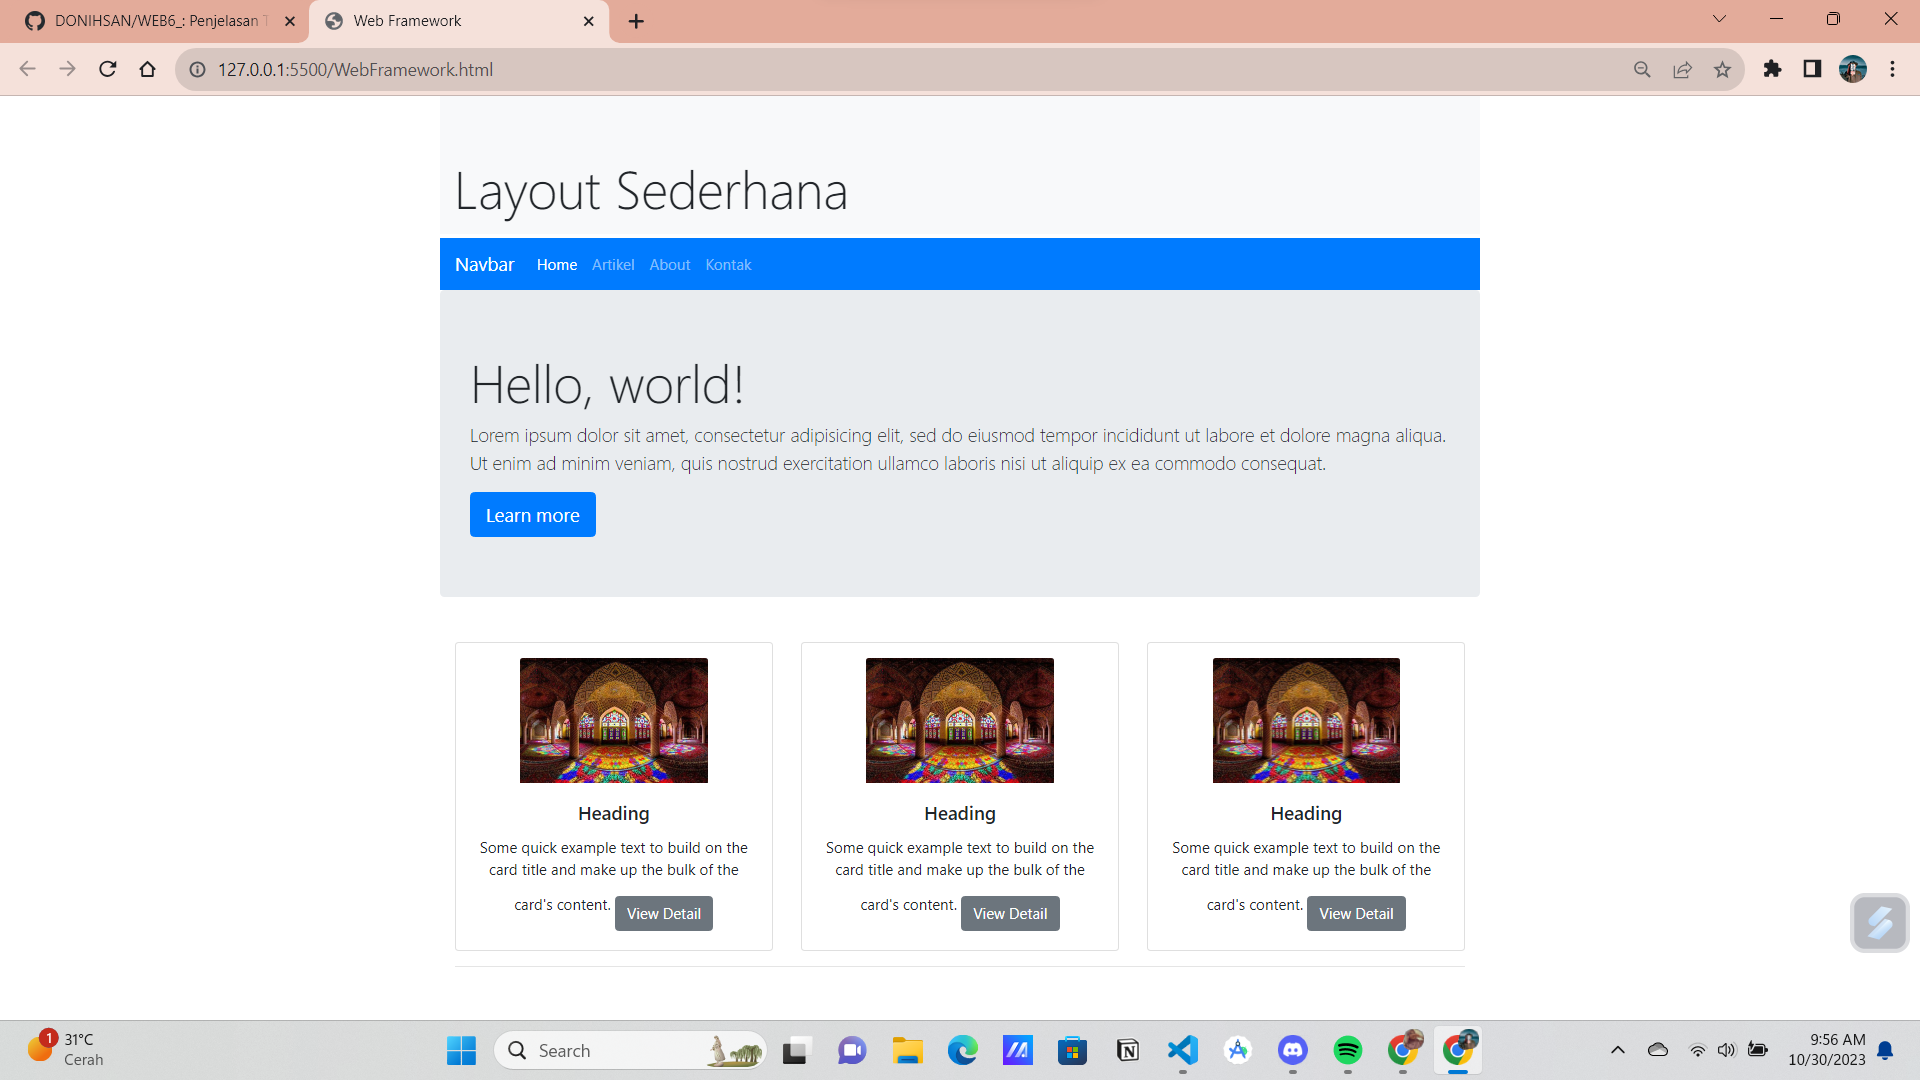 DONIHSAN/WEB6_: Penjelasan T
Web Framework
127.0.0.1:5500/WebFramework.html
Layout Sederhana
Navbar Home Artikel About Kontak
Hello, world!
Lorem ipsum dolor sit amet, consectetur adipisicing elit, sed do eiusmod tempor incididunt ut labore et dolore magna aliqua.
Ut enim ad minim veniam, quis nostrud exercitation ullamco laboris nisi ut aliquip ex ea commodo consequat.
Learn more
Heading
Some quick example text to build on the
card title and make up the bulk of the
card's content. View Detail
Heading
Some quick example text to build on the
card title and make up the bulk of the
card's content. View Detail
Heading
Some quick example text to build on the
card title and make up the bulk of the
card's content. View Detail
1
31°C
Cerah
Search
9:56 AM
10/30/2023